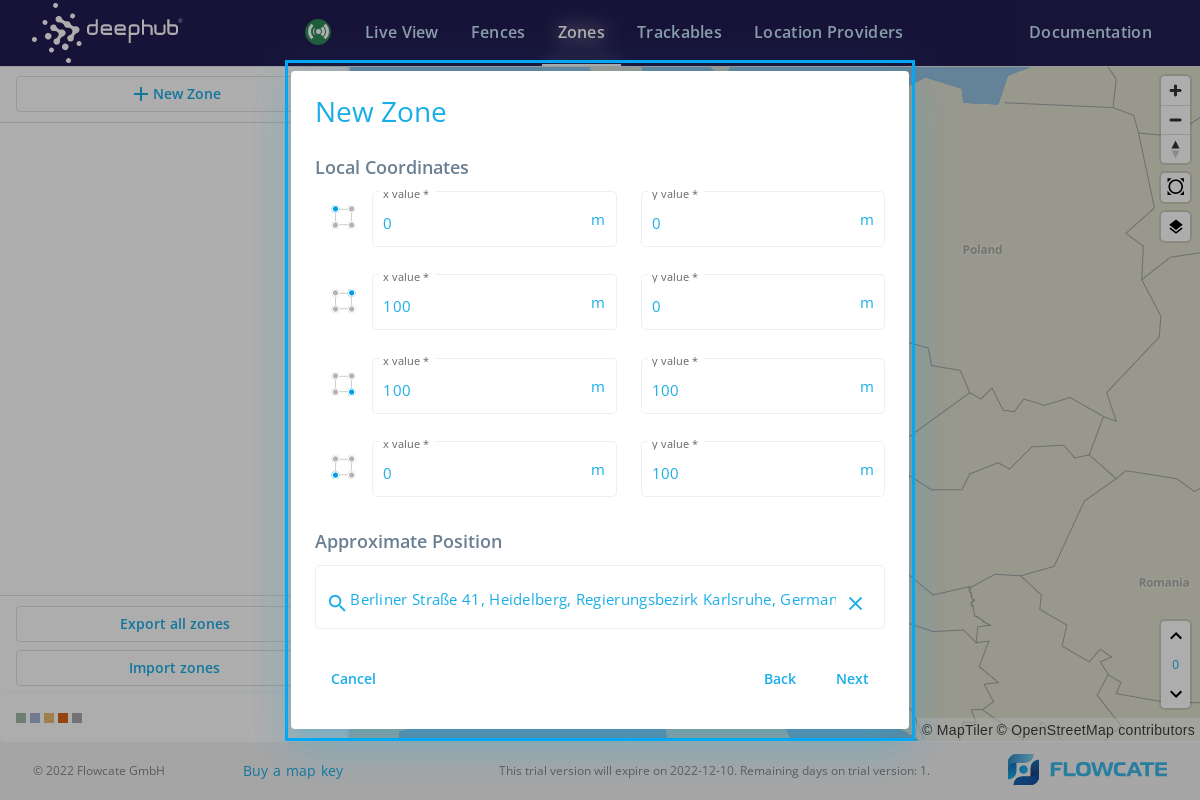 deephub
Live View
Fences
Zones
Trackables
Location Providers
Documentation
New Zone
New Zone
Local Coordinates
x value *
0 m
y value *
0 m
x value *
100 m
y value *
0 m
x value *
100 m
y value *
100 m
x value *
0 m
y value *
100 m
Approximate Position
Berliner Straße 41, Heidelberg, Regierungsbezirk Karlsruhe, German
Cancel
Back
Next
Export all zones
Import zones
Poland
Romania
0
© MapTiler © OpenStreetMap contributors
© 2022 Flowcate GmbH
Buy a map key
This trial version will expire on 2022-12-10. Remaining days on trial version: 1.
FLOWCATE